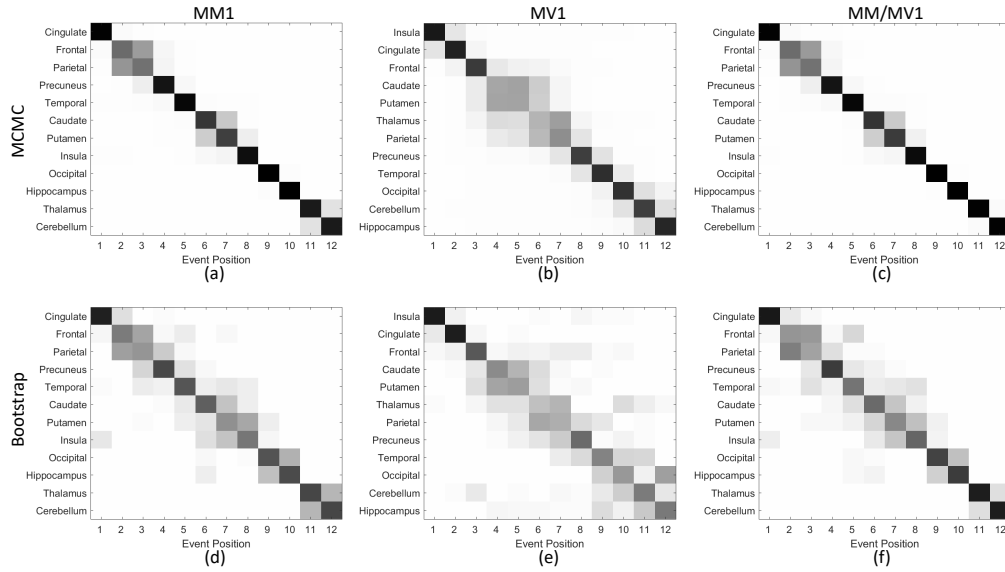 MM1
MV1
MM/MV1
MCMC
Cingulate
Frontal
Parietal
Precuneus
Temporal
Caudate
Putamen
Insula
Occipital
Hippocampus
Thalamus
Cerebellum
1 2 3 4 5 6 7 8 9 10 11 12
Event Position
(a)
Insula
Cingulate
Frontal
Caudate
Putamen
Thalamus
Parietal
Precuneus
Temporal
Occipital
Cerebellum
Hippocampus
1 2 3 4 5 6 7 8 9 10 11 12
Event Position
(b)
Cingulate
Frontal
Parietal
Precuneus
Temporal
Caudate
Putamen
Insula
Occipital
Hippocampus
Thalamus
Cerebellum
1 2 3 4 5 6 7 8 9 10 11 12
Event Position
(c)
Bootstrap
Cingulate
Frontal
Parietal
Precuneus
Temporal
Caudate
Putamen
Insula
Occipital
Hippocampus
Thalamus
Cerebellum
1 2 3 4 5 6 7 8 9 10 11 12
Event Position
(d)
Insula
Cingulate
Frontal
Caudate
Putamen
Thalamus
Parietal
Precuneus
Temporal
Occipital
Cerebellum
Hippocampus
1 2 3 4 5 6 7 8 9 10 11 12
Event Position
(e)
Cingulate
Frontal
Parietal
Precuneus
Temporal
Caudate
Putamen
Insula
Occipital
Hippocampus
Thalamus
Cerebellum
1 2 3 4 5 6 7 8 9 10 11 12
Event Position
(f)